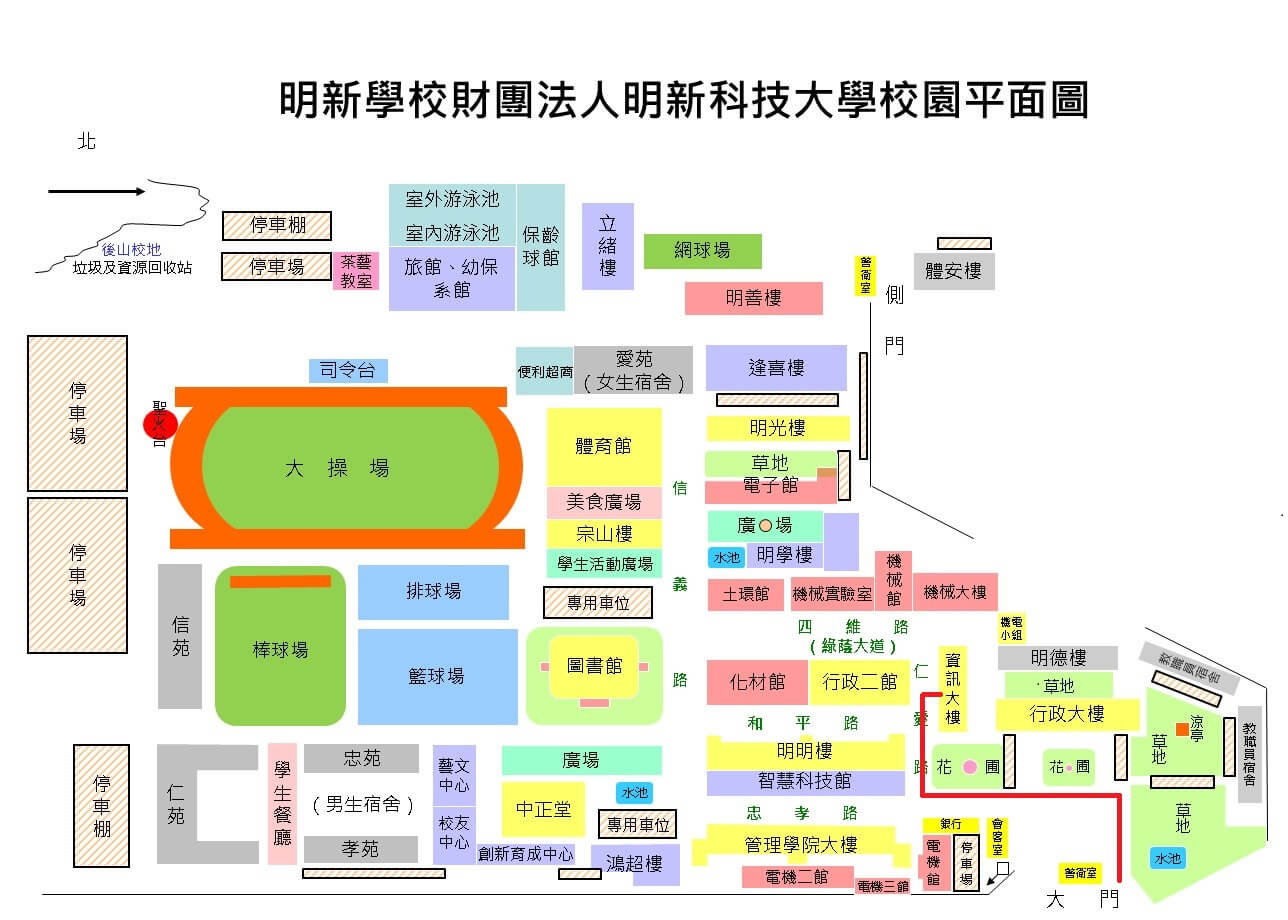 明新學校財團法人明新科技大學校園平面圖
北
後山校地
垃圾及資源回收站
停車棚
停車場
茶藝
教室
室外游泳池
室內游泳池
旅館、幼保
系館
保齡
球館
立緒樓
網球場
明善樓
警衛室
體安樓
側門
停車場
停車場
聖火台
司令台
大操場
便利超商
愛苑
(女生宿舍)
逢喜樓
體育館
美食廣場
宗山樓
學生活動廣場
專用車位
信義路
明光樓
草地
電子館
廣場
水池
明學樓
土環館
機械實驗室
機械館
機械大樓
四維路
(綠蔭大道)
信苑
棒球場
排球場
籃球場
圖書館
化材館
行政二館
仁愛路
資訊大樓
機電
小組
明德樓
草地
行政大樓
教職員宿舍
涼亭
草地
教職員宿舍
和平路
明明樓
智慧科技館
花圃
花圃
停車棚
仁苑
學生餐廳
忠苑
(男生宿舍)
孝苑
藝文
中心
校友
中心
廣場
中正堂
水池
專用車位
創新育成中心
鴻超樓
忠孝路
管理學院大樓
電機二館
電機三館
銀行
電機館
停車場
會客室
警衛室
大門
草地
水池